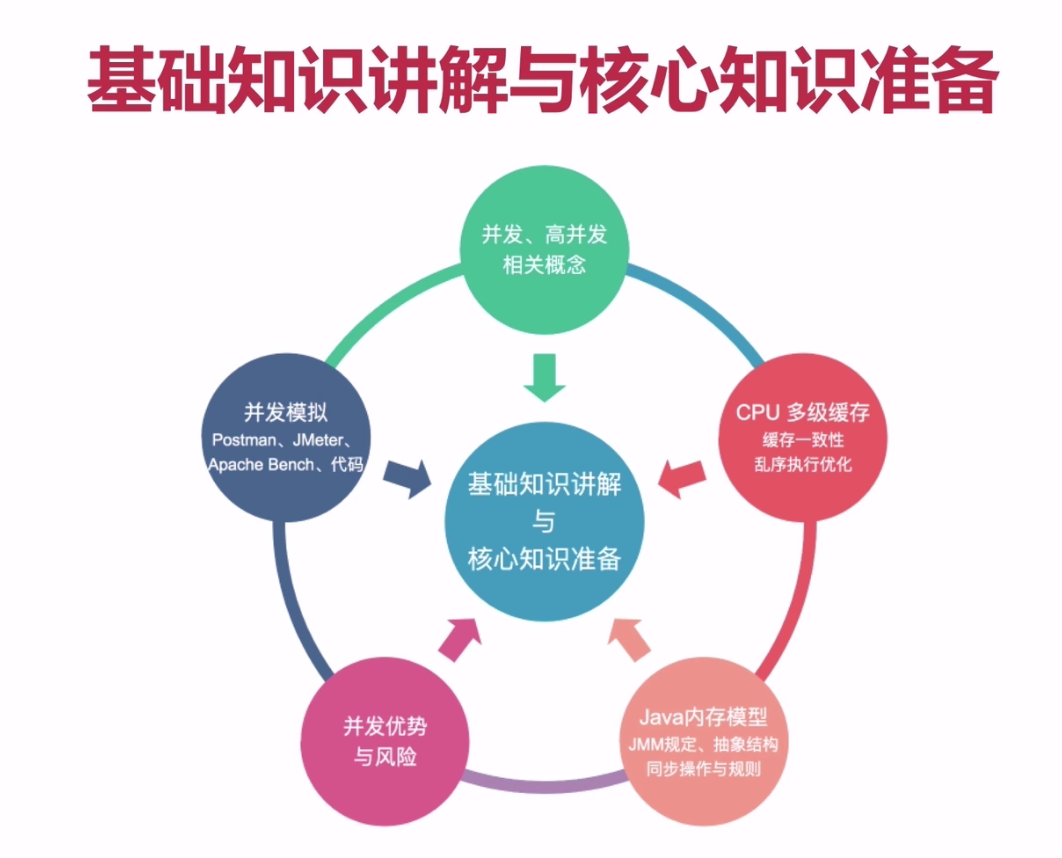 基础知识讲解与核心知识准备
并发、高并发
相关概念
CPU 多级缓存
缓存一致性
乱序执行优化
Java内存模型
JMM规定、抽象结构
同步操作与规则
并发优势
与风险
并发模拟
Postman、JMeter、
Apache Bench、代码
基础知识讲解
与
核心知识准备